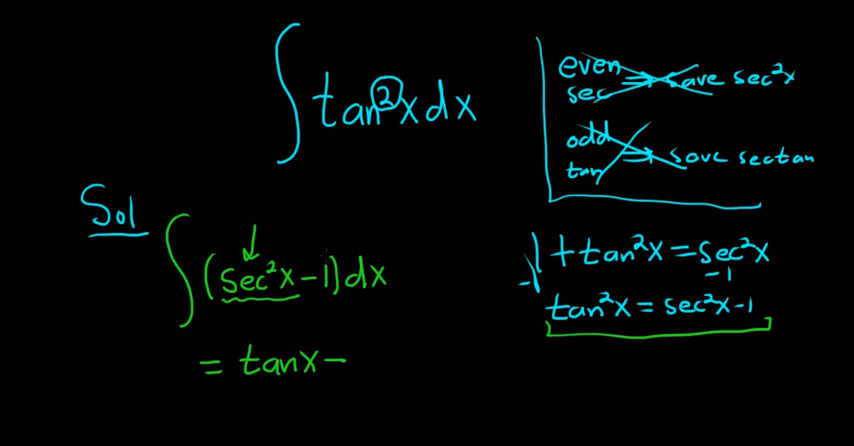 ∫ tan²x dx
even sec ⇒ save sec²x
odd tan ⇒ save sectan
Sol
∫ (sec²x - 1) dx
= tanx -
1 + tan²x = sec²x
-1 -1
tan²x = sec²x - 1